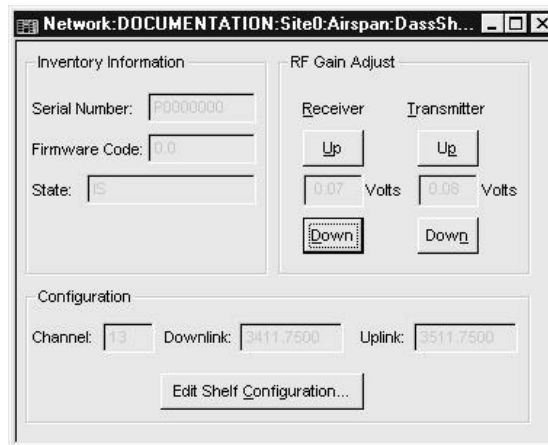 Network:DOCUMENTATION:Site0:Airspan:DassSh...
Inventory Information
Serial Number: P0000000
Firmware Code: 0.0
State: IS
RF Gain Adjust
Receiver Transmitter
Up Up
0.07 Volts 0.08 Volts
Down Down
Configuration
Channel: 13 Downlink: 3411.7500 Uplink: 3511.7500
Edit Shelf Configuration...